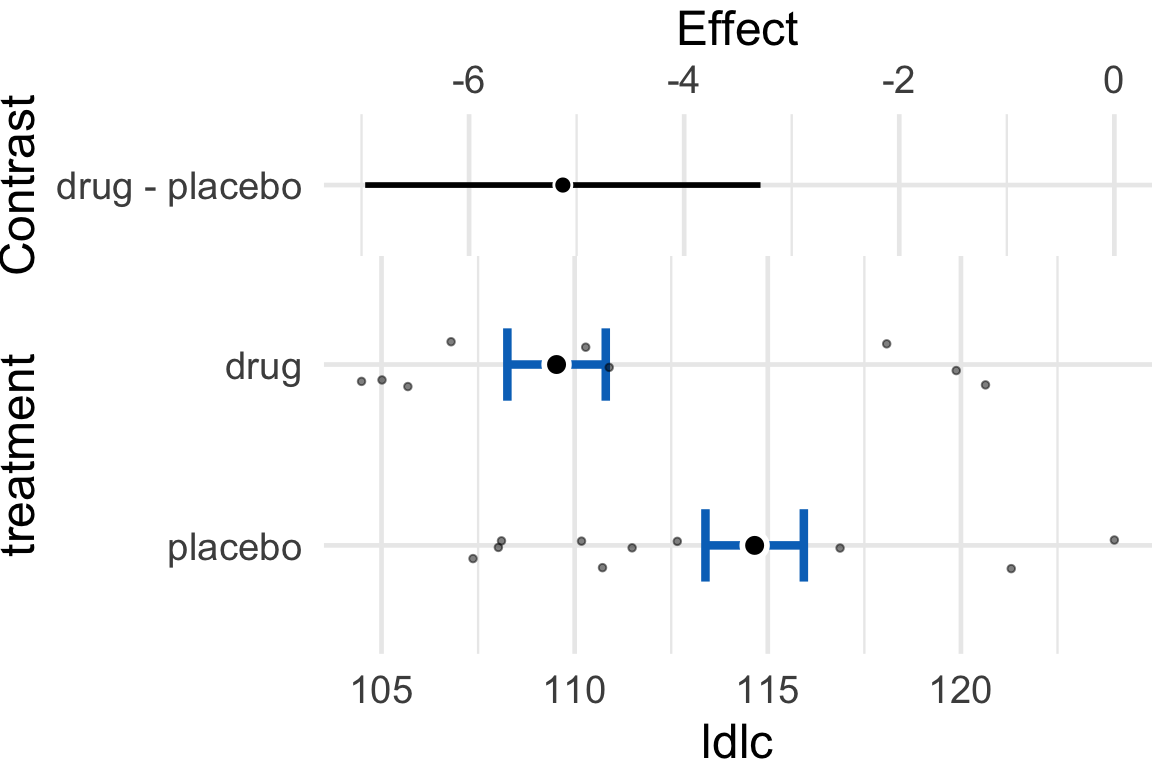 Effect
-6 -4 -2 0
Contrast
drug - placebo
treatment
drug
placebo
105 110 115 120
ldlc